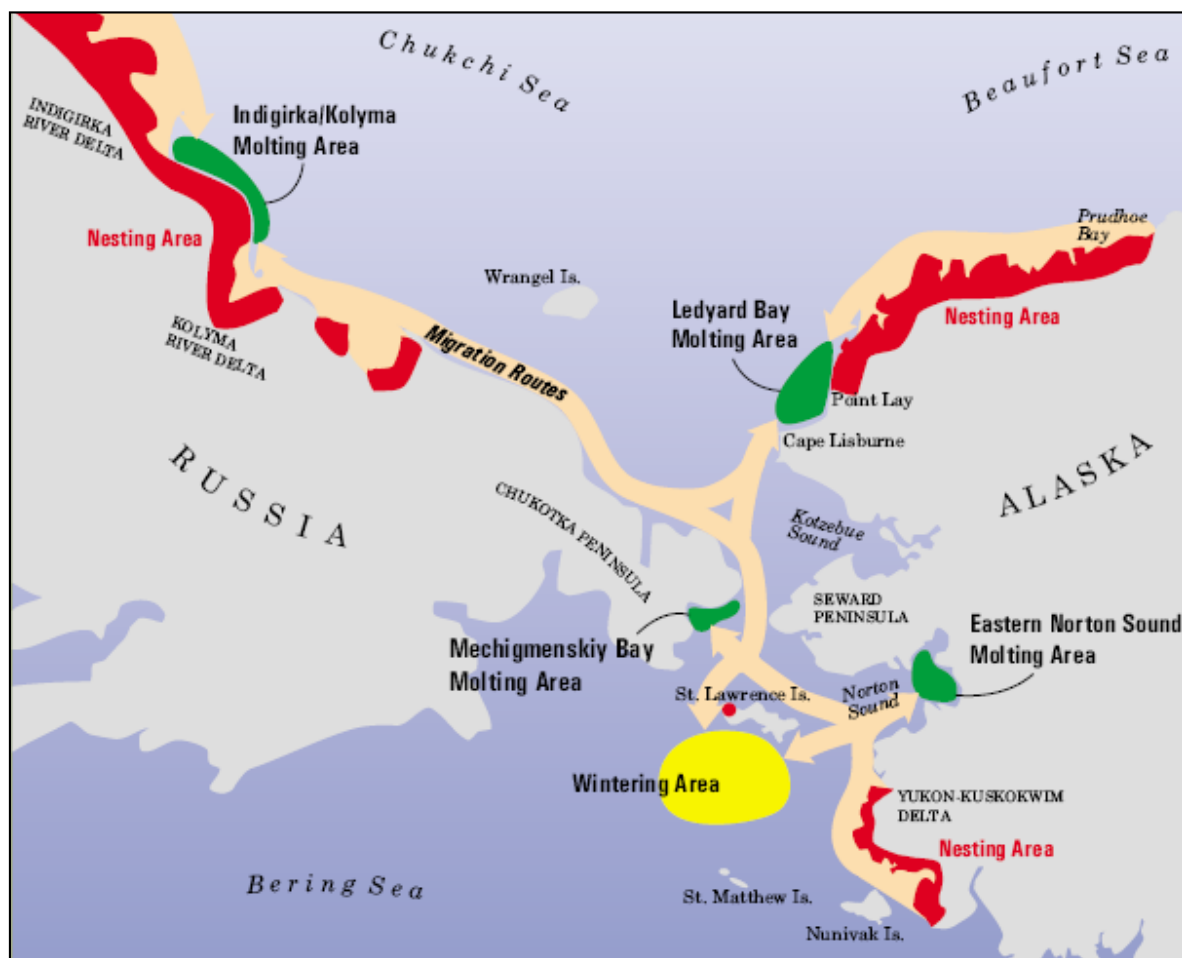 Chukchi Sea
Beaufort Sea
INDIGIRKA
RIVER DELTA
Indigirka/Kolyma
Molting Area
Nesting Area
KOLYMA
RIVER DELTA
Wrangel Is.
Migration Routes
Prudhoe
Bay
Ledyard Bay
Molting Area
Nesting Area
Point Lay
Cape Lisburne
RUSSIA
ALASKA
CHUKOTKA PENINSULA
Kotzebue
Sound
SEWARD
PENINSULA
Mechigmenskiy Bay
Molting Area
Eastern Norton Sound
Molting Area
St. Lawrence Is.
Norton
Sound
Wintering Area
YUKON-KUSKOKWIM
DELTA
Nesting Area
Bering Sea
St. Matthew Is.
Nunivak Is.